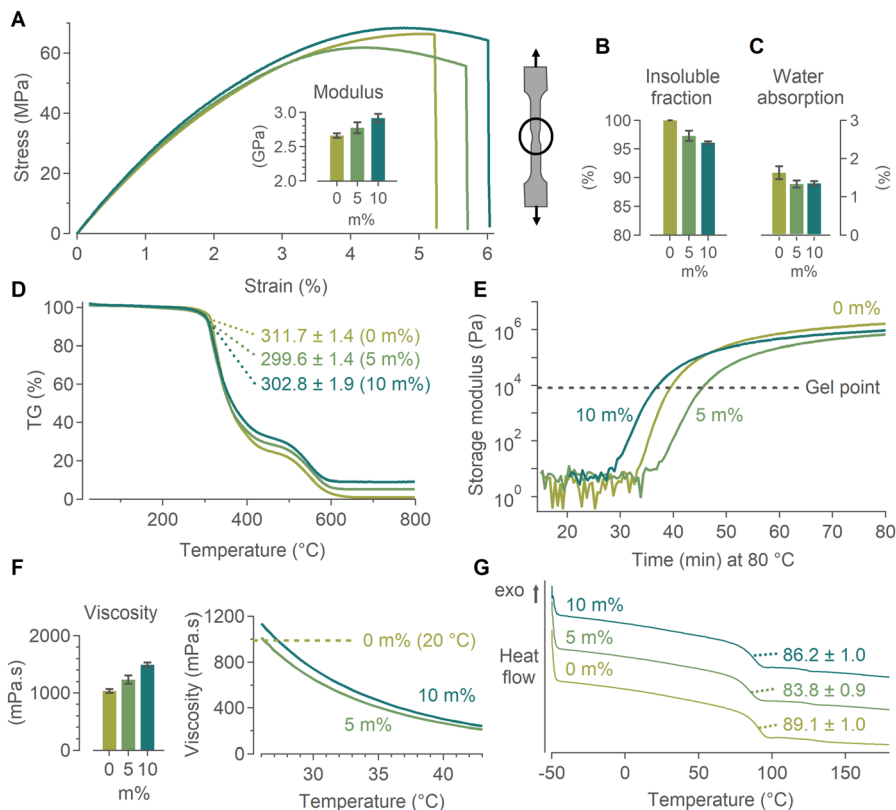 A
Stress (MPa)
60
40
20
0
0 1 2 3 4 5 6
Strain (%)
Modulus
(GPa)
3.0
2.5
2.0
0 5 10
m%
B
Insoluble
fraction
(%)
100
95
90
85
80
0 5 10
m%
C
Water
absorption
3
2
1
0
(%)
0 5 10
m%
D
TG (%)
100
80
60
40
20
0
311.7 ± 1.4 (0 m%)
299.6 ± 1.4 (5 m%)
302.8 ± 1.9 (10 m%)
200 400 600 800
Temperature (°C)
E
Storage modulus (Pa)
10⁶
10⁴
10²
10⁰
0 m%
Gel point
10 m%
5 m%
20 30 40 50 60 70 80
Time (min) at 80 °C
F
Viscosity
(mPa.s)
2000
1000
0
0 5 10
m%
Viscosity (mPa.s)
1200
800
400
0
0 m% (20 °C)
10 m%
5 m%
30 35 40
Temperature (°C)
G
exo
Heat
flow
10 m%
5 m%
0 m%
86.2 ± 1.0
83.8 ± 0.9
89.1 ± 1.0
-50 0 50 100 150
Temperature (°C)